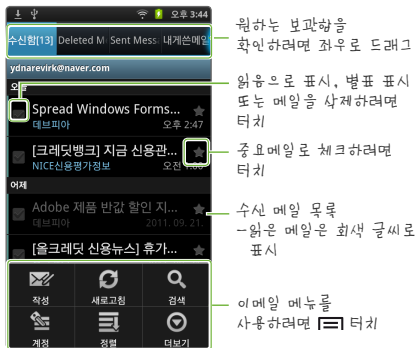 오후 3:44
수신함[13] Deleted M Sent Mess 내게쓴메일
ydnarevirk@naver.com
오늘
Spread Windows Forms...
데브피아 오후 2:47
[크레딧뱅크] 지금 신용관...
NICE신용평가정보 오전
어제
Adobe 제품 반값 할인 지...
데브피아 2011. 09. 21.
[올크레딧 신용뉴스] 휴가...
작성 새로고침 검색
계정 정렬 더보기
원하는 보관함을
확인하려면 좌우로 드래그
읽음으로 표시, 별표 표시
또는 메일을 삭제하려면
터치
중요메일로 체크하려면
터치
수신 메일 목록
-읽은 메일은 회색 글씨로
표시
이메일 메뉴를
사용하려면 터치